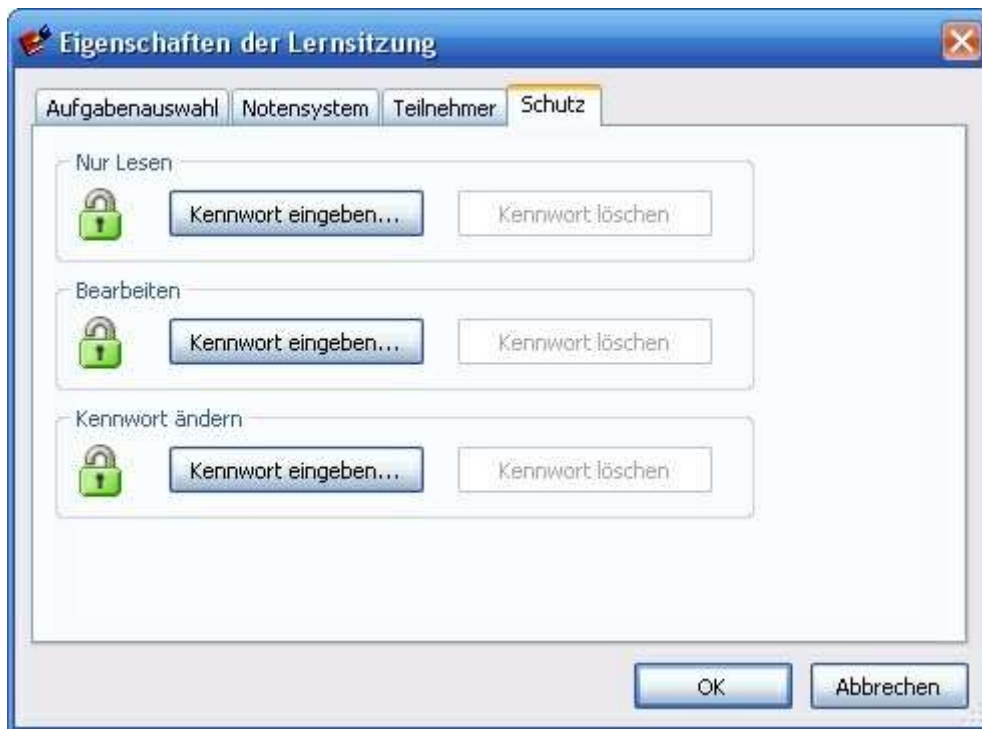 Eigenschaften der Lernsitzung
Aufgabenauswahl Notensystem Teilnehmer Schutz
Nur Lesen
Kennwort eingeben... Kennwort löschen
Bearbeiten
Kennwort eingeben... Kennwort löschen
Kennwort ändern
Kennwort eingeben... Kennwort löschen
OK Abbrechen